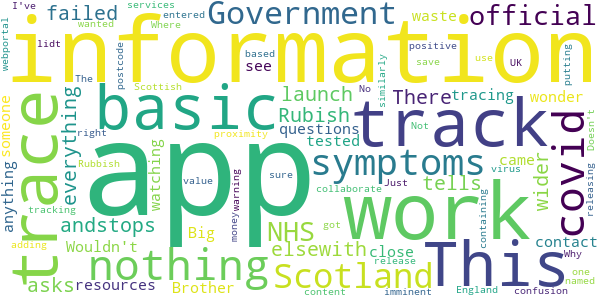 I've failed wanted services Government waste official
webportal lidt Where entered based
information
someone postcode The Scottish see positive save use UK putting
trace everything basic launch There tracing No similarly wonder
right Rubish tested questions Not track covid
anything Rubbish watching proximity app symptoms came wider Doesn't
tracking value sure collaborate Just tells virus releasing
andstops NHS work containing
Wouldn't Big warning elsewith close got This contact Why
asks nothing money release one named
adding resources Brother Scotland content England imminent confusion